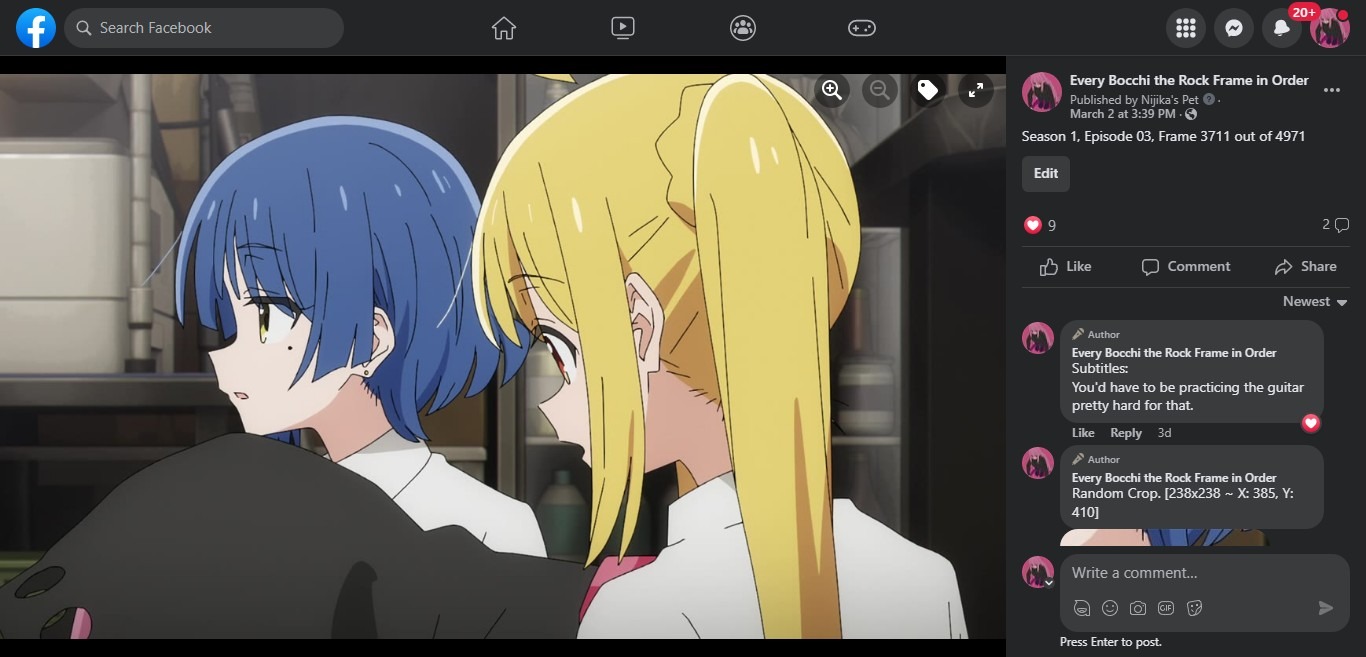 Search Facebook
20+
Every Bocchi the Rock Frame in Order
Published by Nijika's Pet ·
March 2 at 3:39 PM ·
Season 1, Episode 03, Frame 3711 out of 4971
Edit
9
2
Like
Comment
Share
Newest
Author
Every Bocchi the Rock Frame in Order
Subtitles:
You'd have to be practicing the guitar
pretty hard for that.
Like Reply 3d
Author
Every Bocchi the Rock Frame in Order
Random Crop. [238x238 ~ X: 385, Y:
410]
Write a comment...
GIF
Press Enter to post.